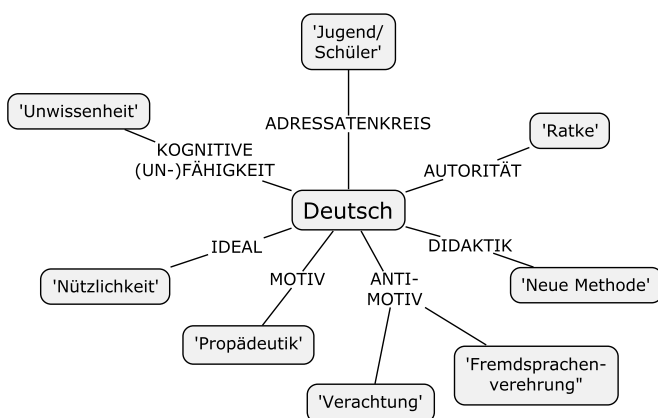 'Jugend/
Schüler'
'Unwissenheit'
ADRESSATENKREIS
'Ratke'
KOGNITIVE
(UN-)FÄHIGKEIT
AUTORITÄT
Deutsch
IDEAL
DIDAKTIK
'Nützlichkeit'
MOTIV
ANTI-
MOTIV
'Neue Methode'
'Propädeutik'
'Fremdsprachen-
verehrung"
'Verachtung'